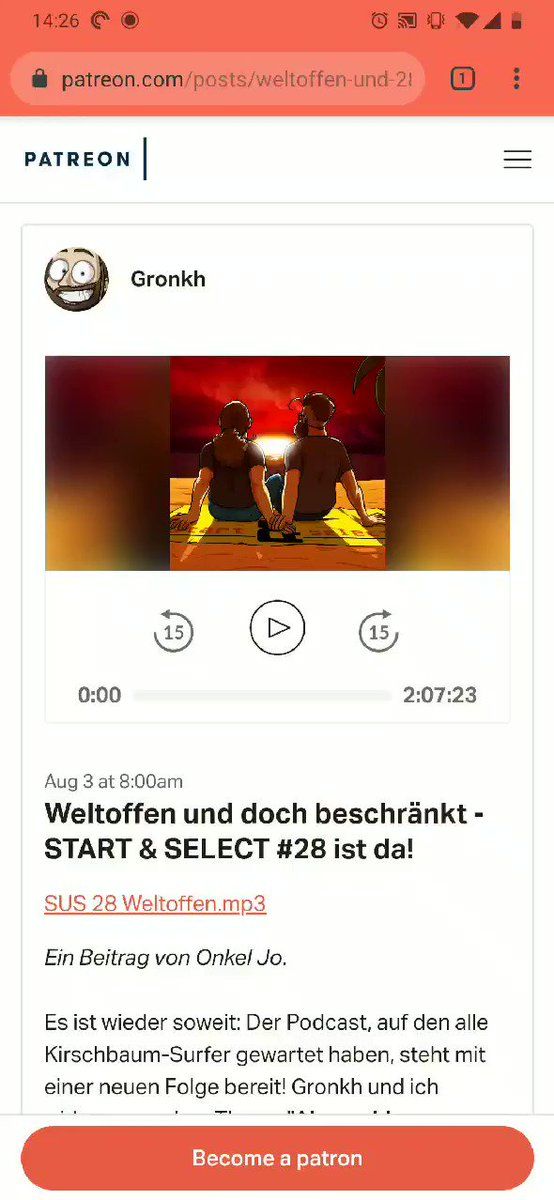 14:26
patreon.com/posts/weltoffen-und-28
1
PATREON
Gronkh
15
15
0:00
2:07:23
Aug 3 at 8:00am
Weltoffen und doch beschränkt -
START & SELECT #28 ist da!
SUS 28 Weltoffen.mp3
Ein Beitrag von Onkel Jo.
Es ist wieder soweit: Der Podcast, auf den alle
Kirschbaum-Surfer gewartet haben, steht mit
einer neuen Folge bereit! Gronkh und ich
Become a patron